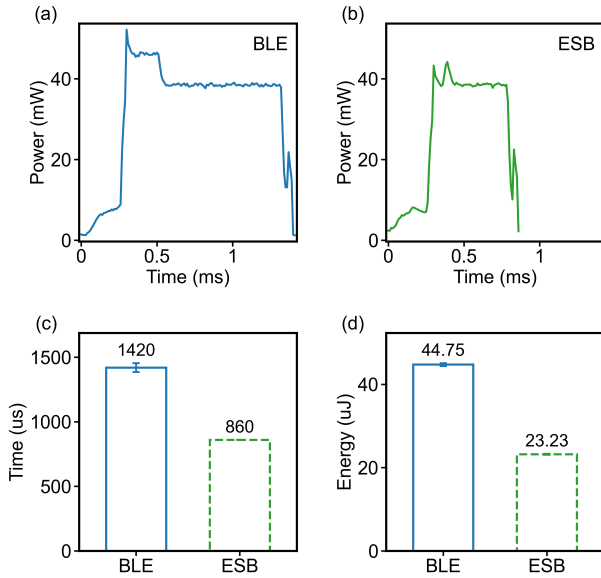 (a)
BLE
Power (mW)
40
20
0
0
0.5
1
Time (ms)
(b)
ESB
Power (mW)
40
20
0
0
0.5
1
Time (ms)
(c)
1420
860
Time (us)
1500
1000
500
0
BLE
ESB
(d)
44.75
23.23
Energy (uJ)
40
20
0
BLE
ESB